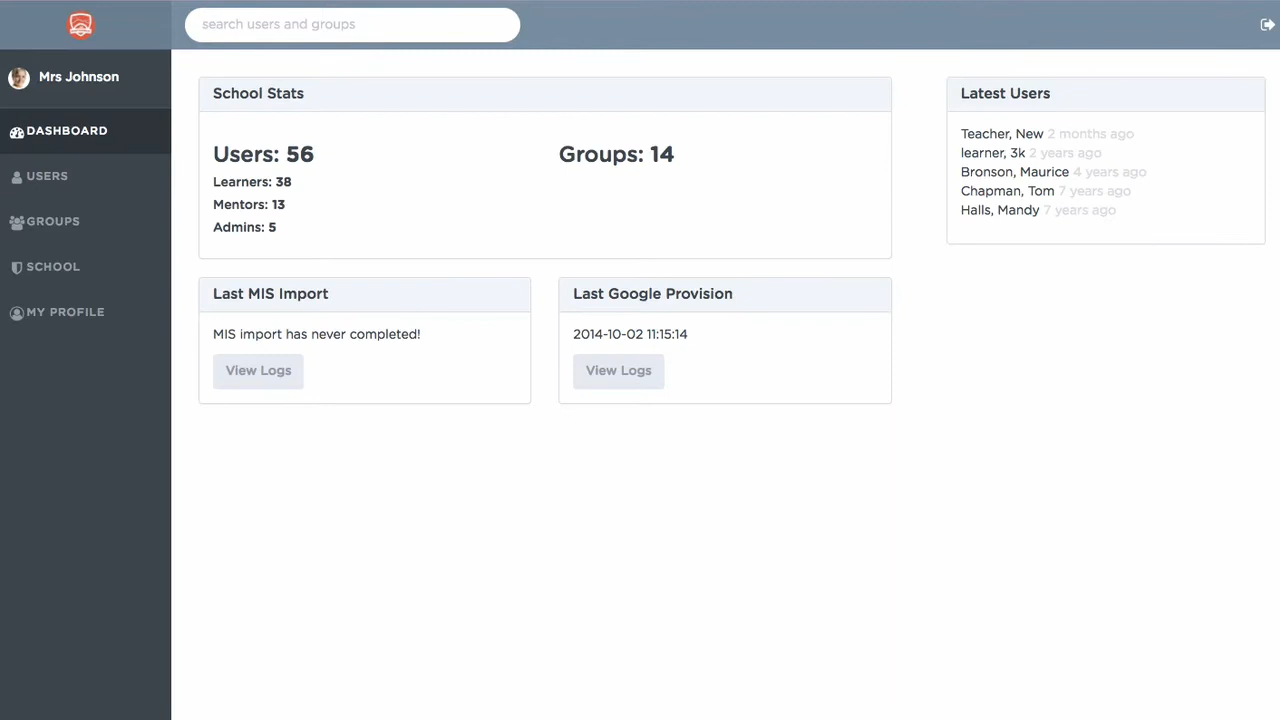 search users and groups
Mrs Johnson
DASHBOARD
USERS
GROUPS
SCHOOL
MY PROFILE
School Stats
Users: 56
Learners: 38
Mentors: 13
Admins: 5
Groups: 14
Last MIS Import
MIS import has never completed!
View Logs
Last Google Provision
2014-10-02 11:15:14
View Logs
Latest Users
Teacher, New 2 months ago
learner, 3k 2 years ago
Bronson, Maurice 4 years ago
Chapman, Tom 7 years ago
Halls, Mandy 7 years ago